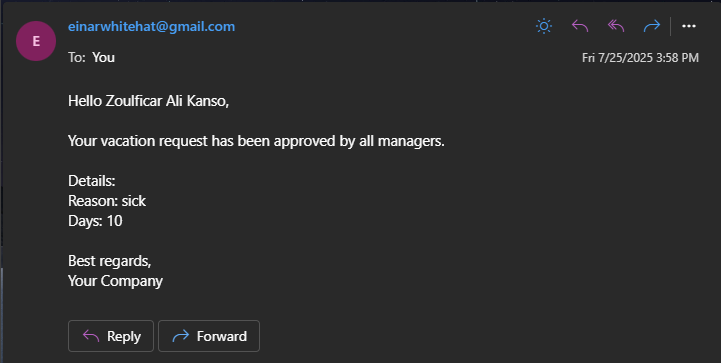 einarwhitehat@gmail.com
E
To: You
Fri 7/25/2025 3:58 PM
Hello Zoulficar Ali Kanso,
Your vacation request has been approved by all managers.
Details:
Reason: sick
Days: 10
Best regards,
Your Company
Reply
Forward